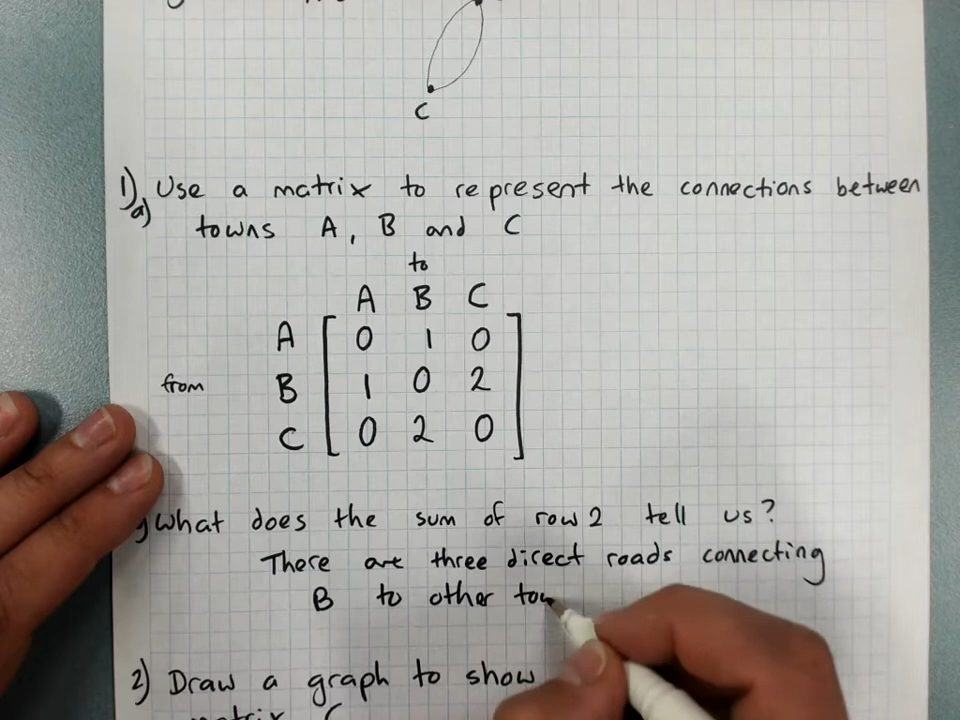 C
1)a) Use a matrix to represent the connections between
towns A, B and C
to
A B C
A 0 1 0
from B 1 0 2
C 0 2 0
What does the sum of row 2 tell us?
There are three direct roads connecting
B to other
2) Draw a graph to show